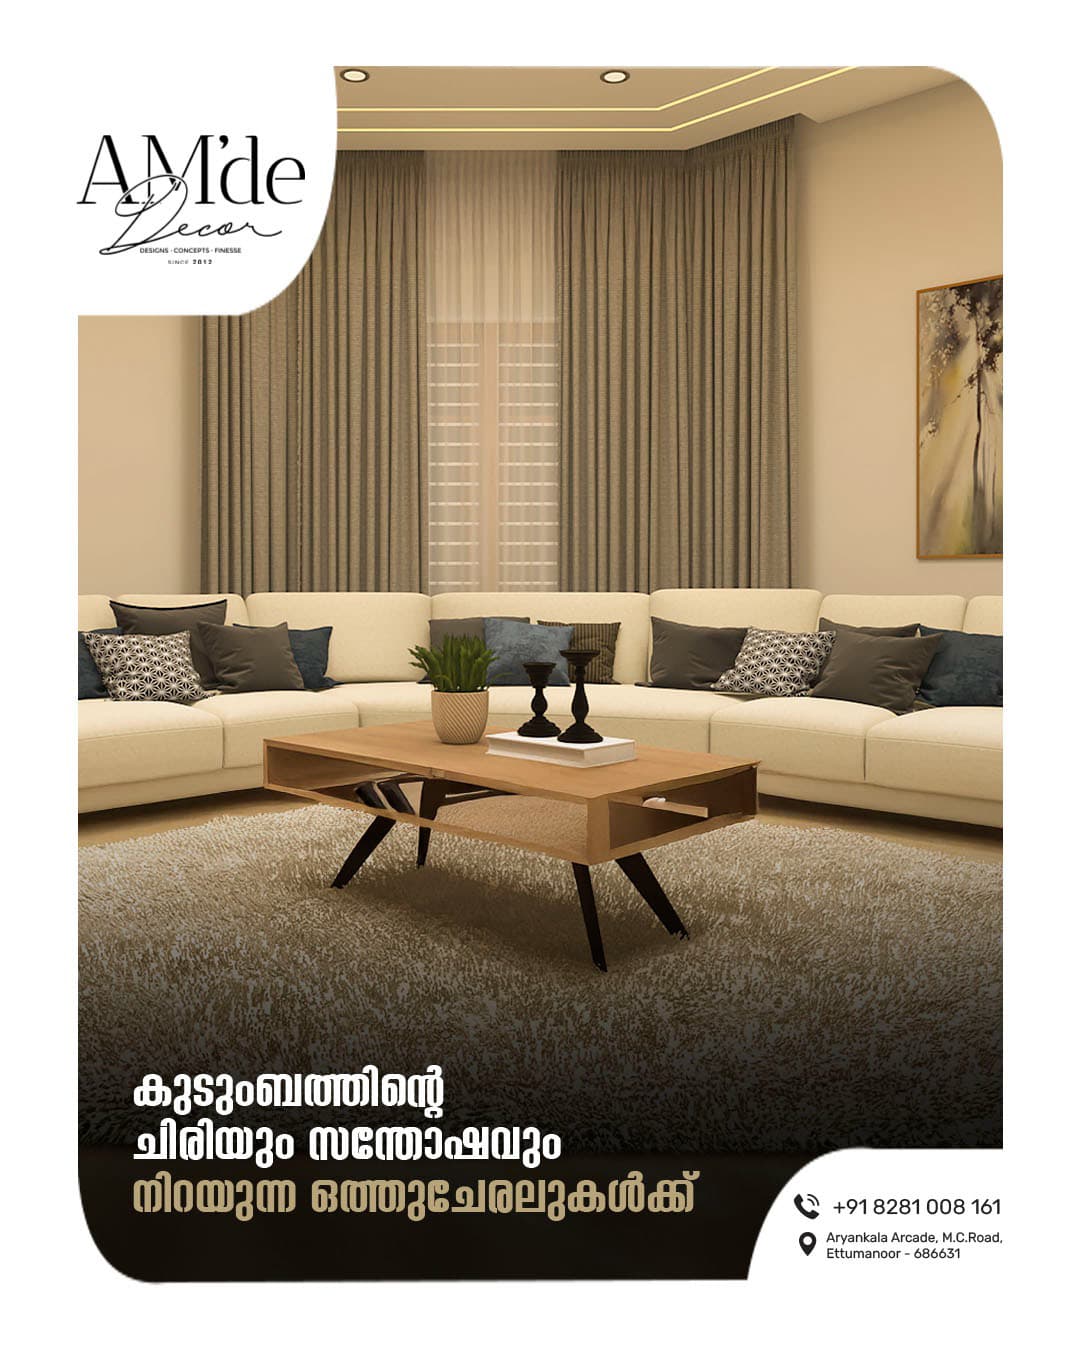 AM'de
Decor
DESIGNS · CONCEPTS · FINESSE
SINCE 2012
കുടുംബത്തിന്റെ
ചിരിയും സന്തോഷവും
നിറയുന്ന ഒത്തുചേരലുകൾക്ക്
+91 8281 008 161
Aryankala Arcade, M.C.Road,
Ettumanoor - 686631